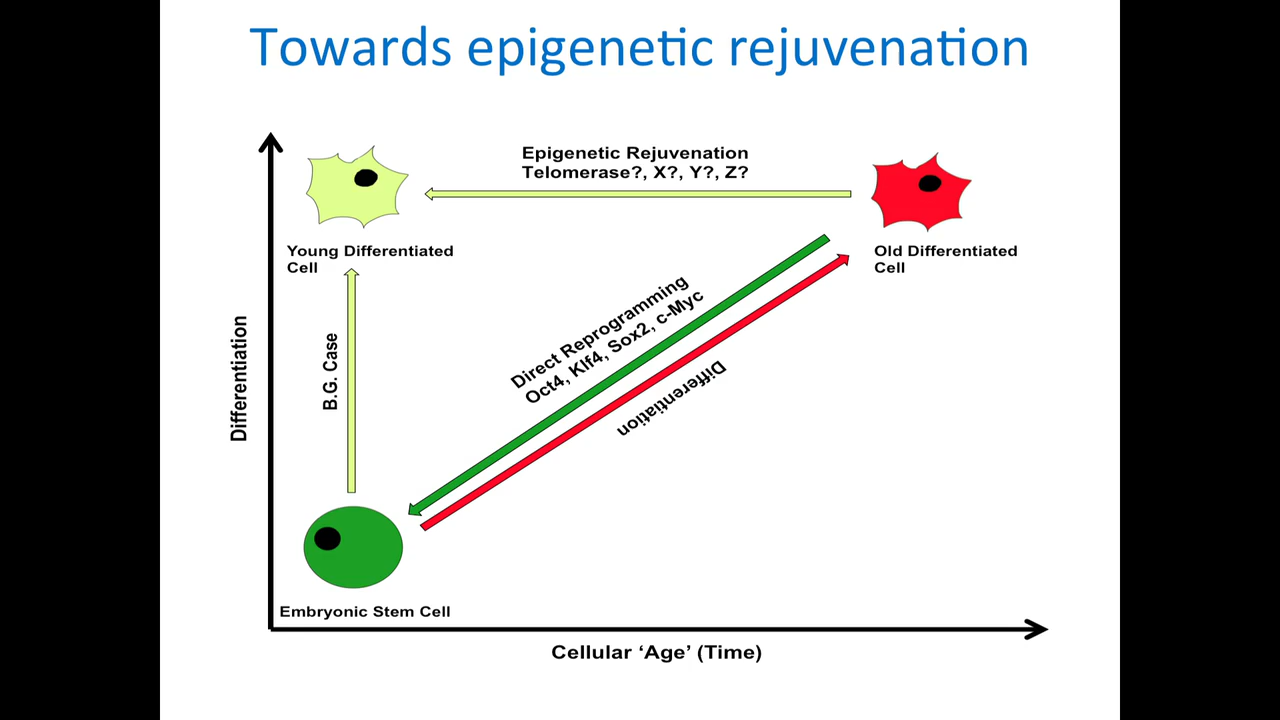 Towards epigenetic rejuvenation
Epigenetic Rejuvenation
Telomerase?, X?, Y?, Z?
Young Differentiated
Cell
Old Differentiated
Cell
Direct Reprogramming
Oct4, Klf4, Sox2, c-Myc
Differentiation
B.G. Case
Differentiation
Embryonic Stem Cell
Cellular ‘Age’ (Time)